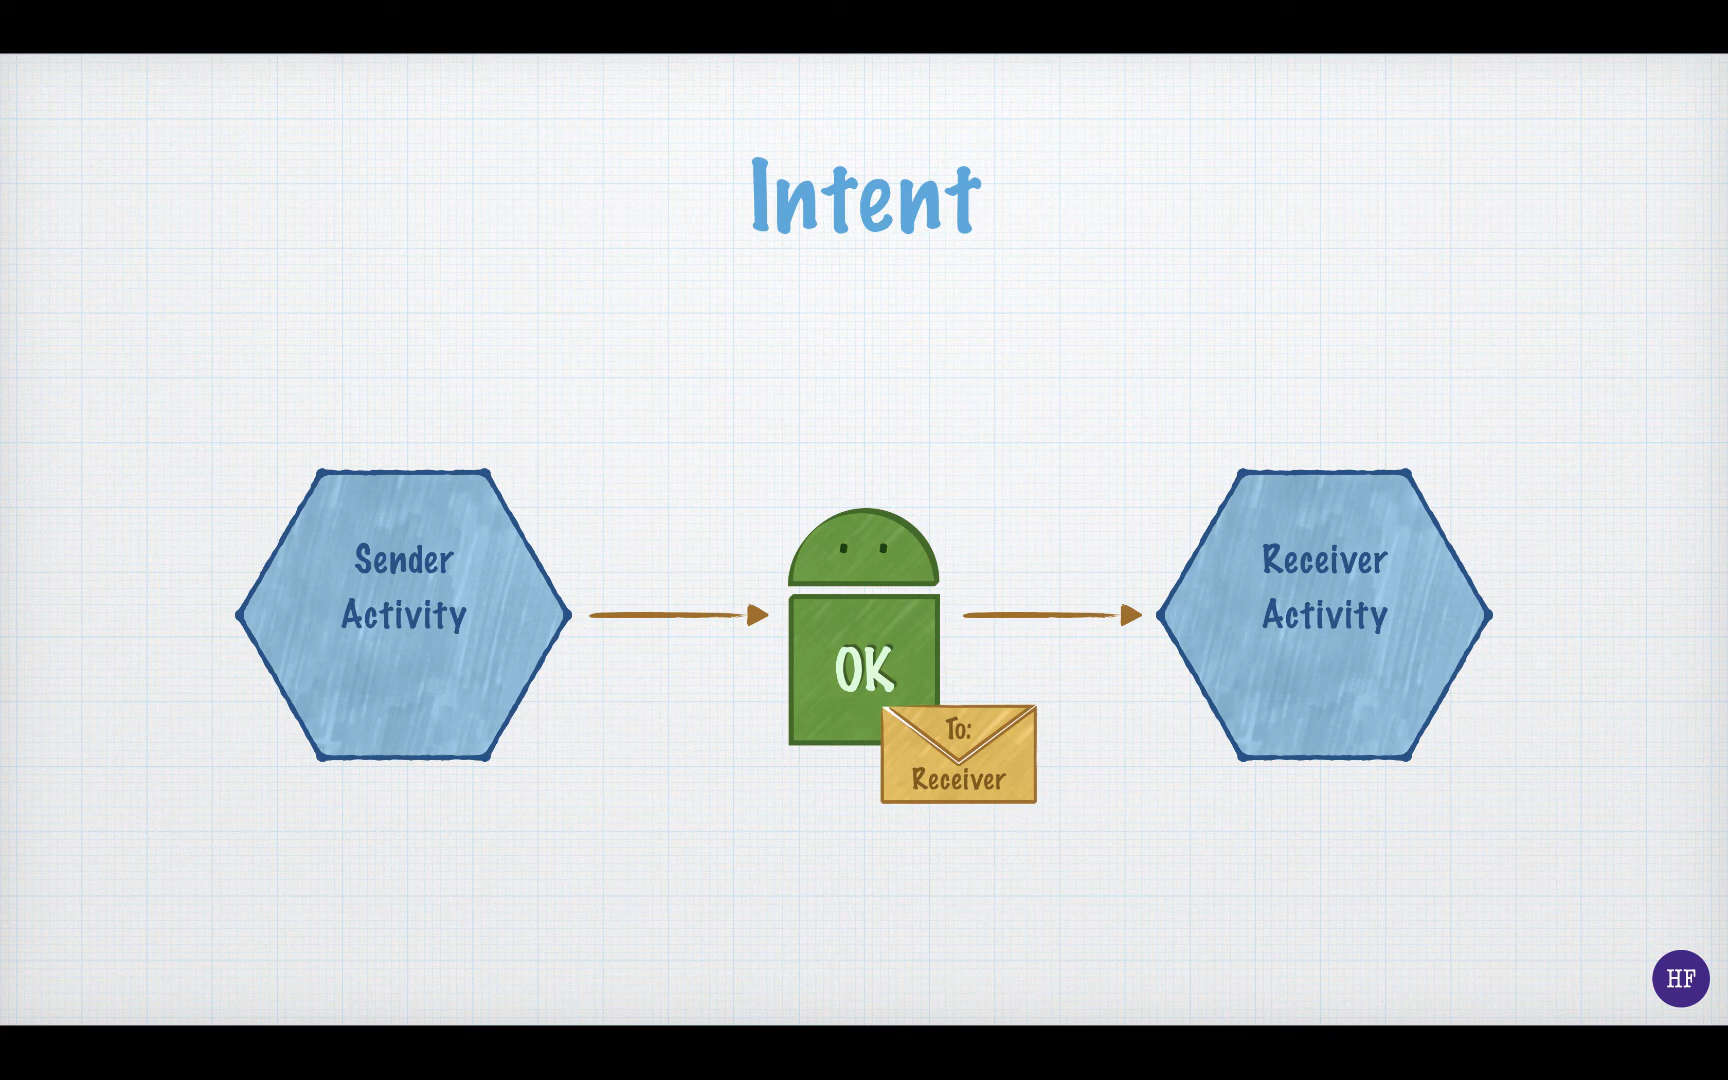 Intent
Sender
Activity
OK
To:
Receiver
Receiver
Activity
HF